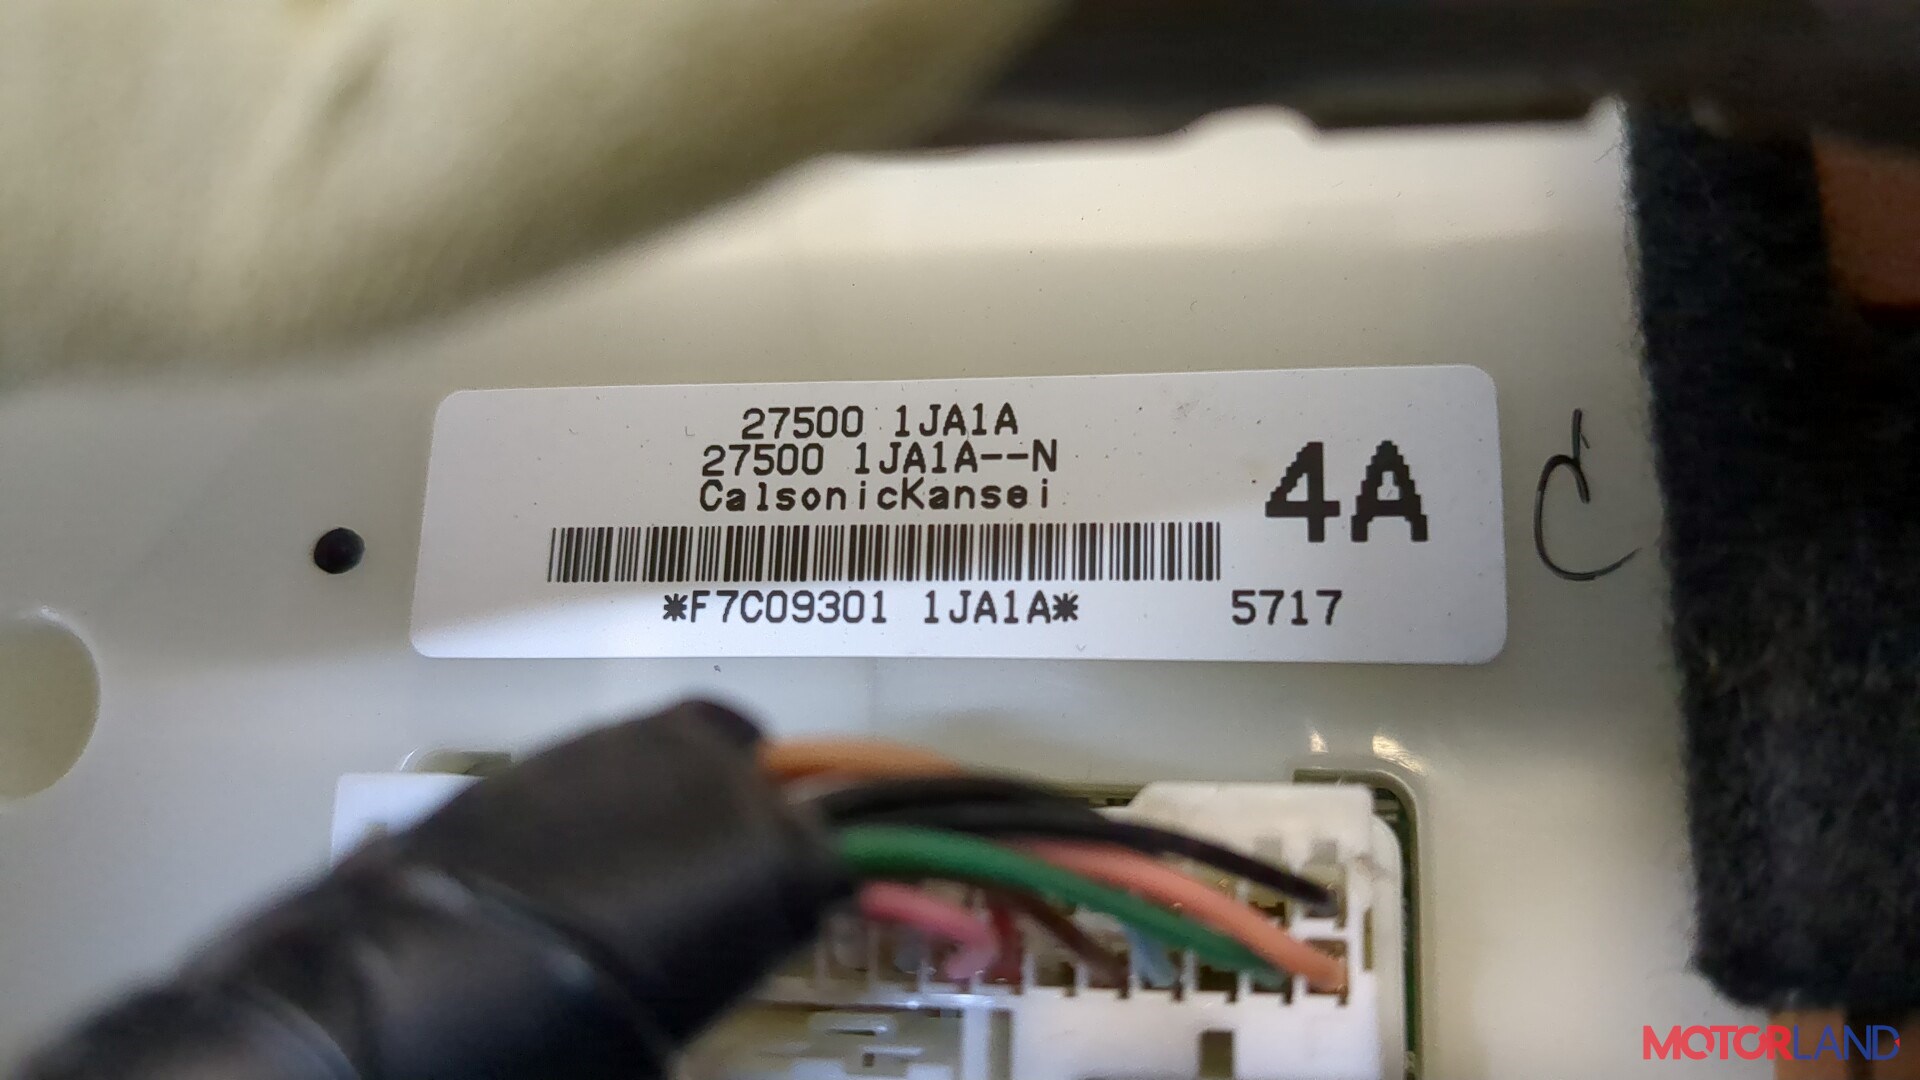 27500 1JA1A
27500 1JA1A--N
CalsonicKansei
4A
*F7C09301 1JA1A*
5717
MOTORLAND